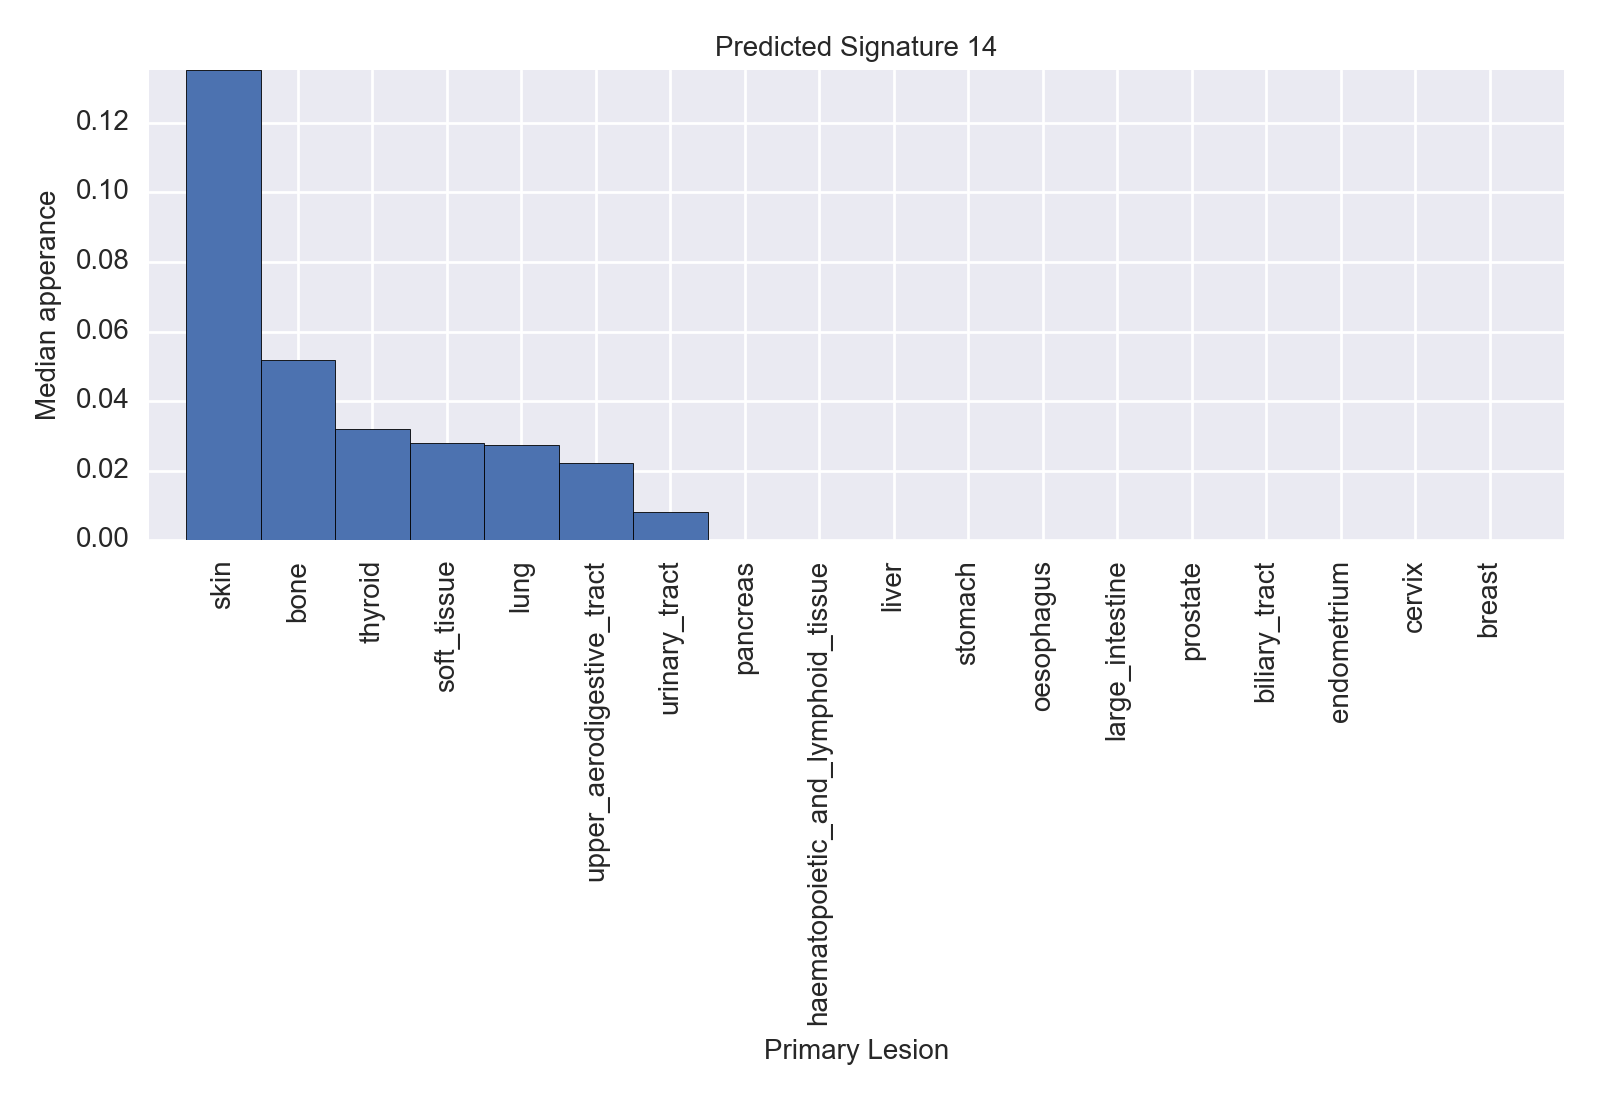 Predicted Signature 14
Median apperance
0.12
0.10
0.08
0.06
0.04
0.02
0.00
skin
bone
thyroid
soft_tissue
lung
upper_aerodigestive_tract
urinary_tract
pancreas
haematopoietic_and_lymphoid_tissue
liver
stomach
oesophagus
large_intestine
prostate
biliary_tract
endometrium
cervix
breast
Primary Lesion